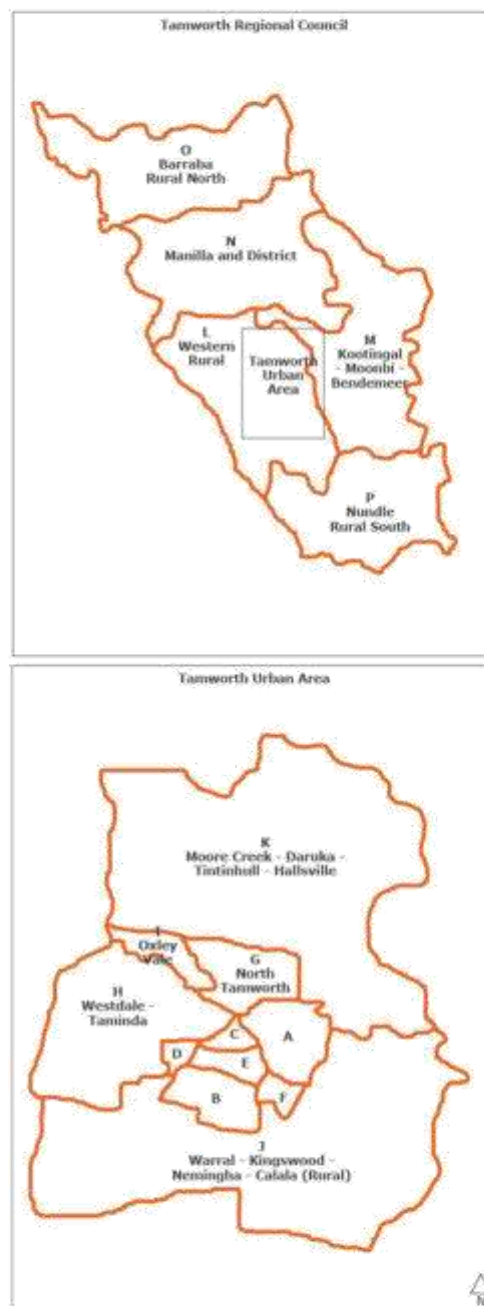 Tamworth Regional Council
O
Barraba
Rural North
N
Manilla and District
L
Western
Rural
Tamworth
Urban
Area
M
Kootingal
- Moonbi -
Bendemeer
P
Nundle
Rural South
Tamworth Urban Area
K
Moore Creek - Daruka -
Tintinhull - Hallsville
I
Oxley
Vale
G
North
Tamworth
H
Westdale -
Taminda
C
A
D
E
B
F
J
Warral - Kingswood -
Nemingha - Calala (Rural)
N